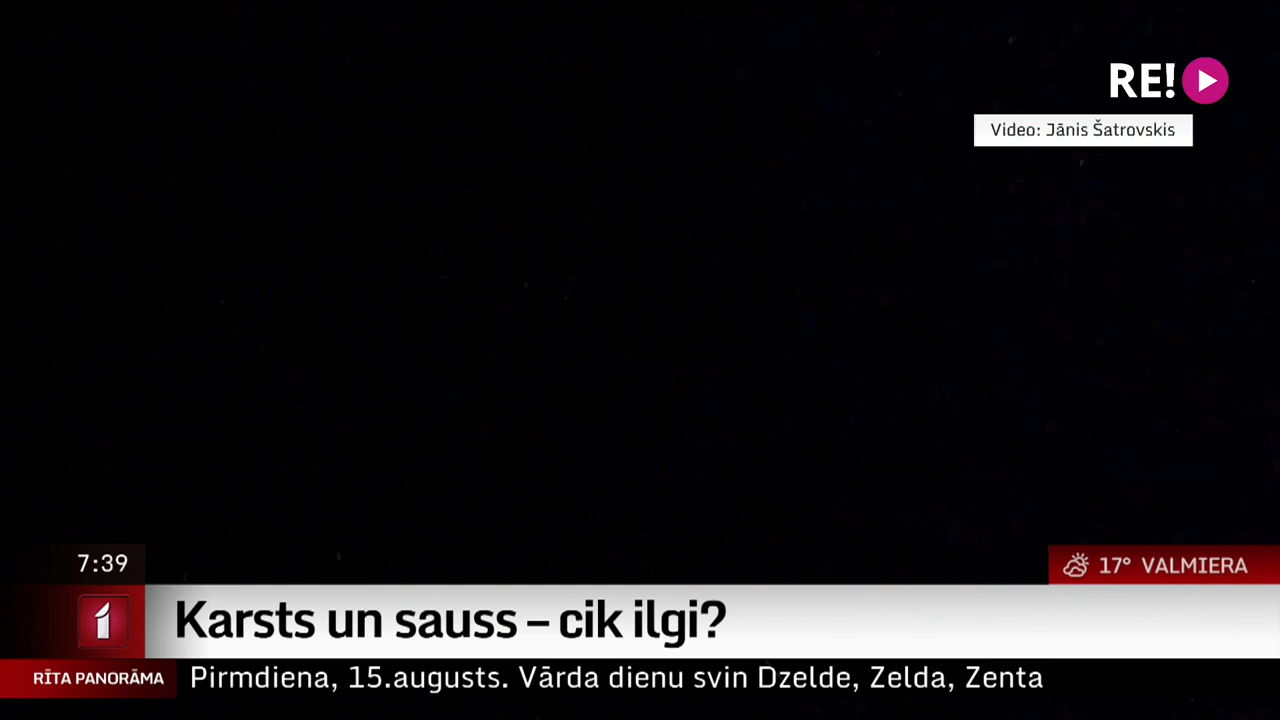 RE!
Video: Jānis Šatrovskis
7:39
17° VALMIERA
1
Karsts un sauss – cik ilgi?
RĪTA PANORĀMA
Pirmdiena, 15.augusts. Vārda dienu svin Dzelde, Zelda, Zenta